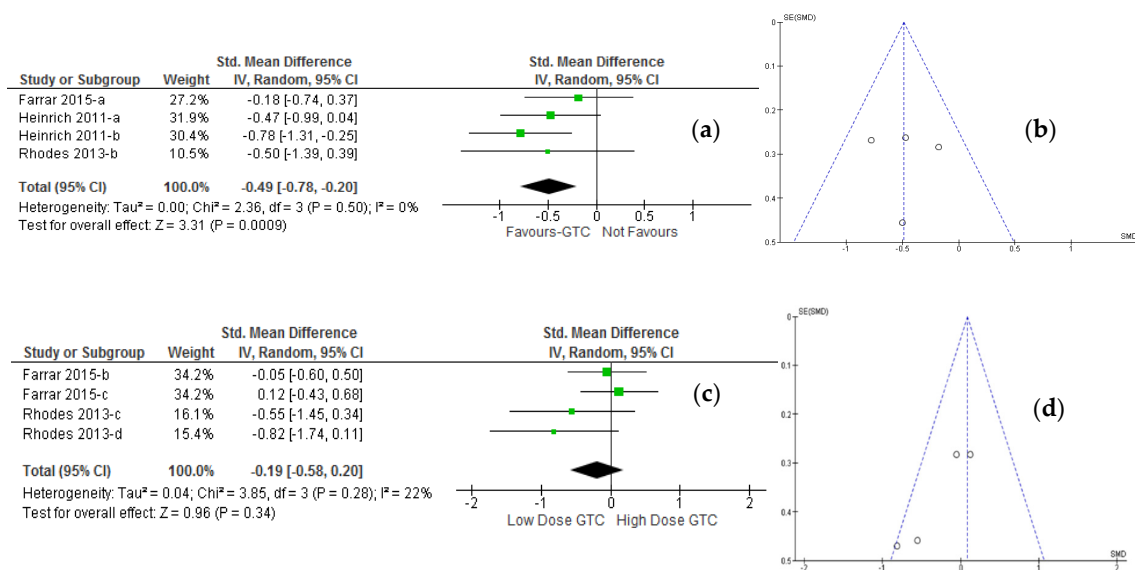 Std. Mean Difference Std. Mean Difference
Study or Subgroup Weight IV, Random, 95% CI IV, Random, 95% CI
Farrar 2015-a 27.2% -0.18 [-0.74, 0.37]
Heinrich 2011-a 31.9% -0.47 [-0.99, 0.04]
Heinrich 2011-b 30.4% -0.78 [-1.31, -0.25]
Rhodes 2013-b 10.5% -0.50 [-1.39, 0.39]
Total (95% CI) 100.0% -0.49 [-0.78, -0.20]
Heterogeneity: Tau² = 0.00; Chi² = 2.36, df = 3 (P = 0.50); I² = 0%
Test for overall effect: Z = 3.31 (P = 0.0009)
-1 -0.5 0 0.5 1
Favours-GTC Not Favours
(a)
SE(SMD)
0
0.1
0.2
0.3
0.4
0.5
-1 -0.5 0 0.5 1
SMD
(b)
Std. Mean Difference Std. Mean Difference
Study or Subgroup Weight IV, Random, 95% CI IV, Random, 95% CI
Farrar 2015-b 34.2% -0.05 [-0.60, 0.50]
Farrar 2015-c 34.2% 0.12 [-0.43, 0.68]
Rhodes 2013-c 16.1% -0.55 [-1.45, 0.34]
Rhodes 2013-d 15.4% -0.82 [-1.74, 0.11]
Total (95% CI) 100.0% -0.19 [-0.58, 0.20]
Heterogeneity: Tau² = 0.04; Chi² = 3.85, df = 3 (P = 0.28); I² = 22%
Test for overall effect: Z = 0.96 (P = 0.34)
-2 -1 0 1 2
Low Dose GTC High Dose GTC
(c)
SE(SMD)
0
0.1
0.2
0.3
0.4
0.5
-2 -1 0 1 2
SMD
(d)